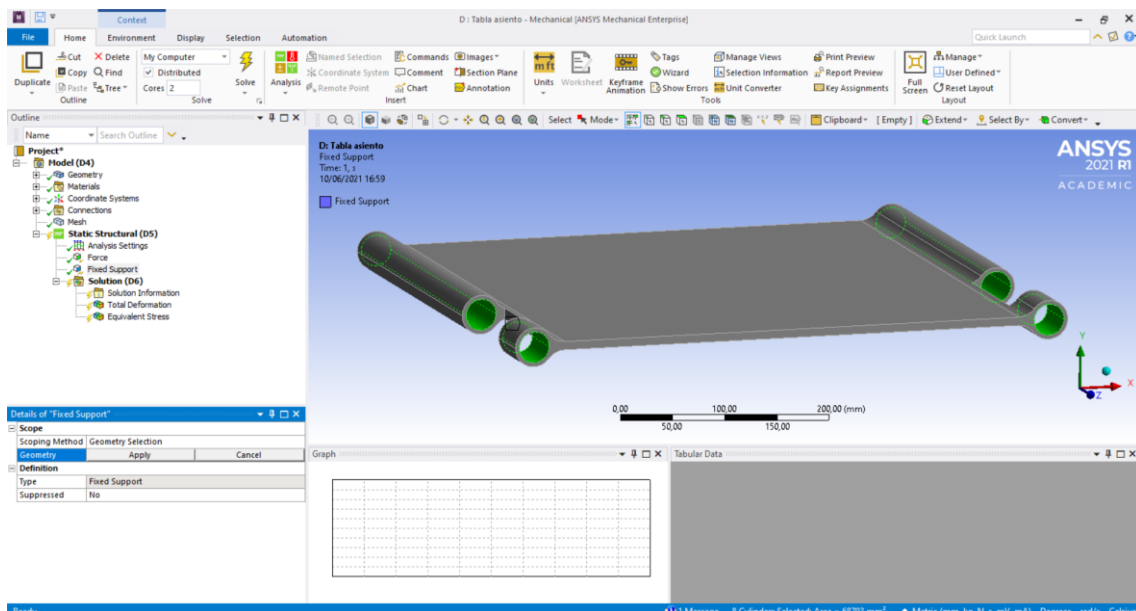 Context
D : Tabla asiento - Mechanical [ANSYS Mechanical Enterprise]
File Home Environment Display Selection Automation
Quick Launch
Duplicate
Cut
Copy
Paste
Delete
Find
Tree
Outline
My Computer
Distributed
Cores 2
Solve
Solve
Analysis
Named Selection
Coordinate System
Remote Point
Commands
Comment
Chart
Images
Section Plane
Annotation
Insert
Units
Worksheet
Keyframe
Animation
Tags
Wizard
Show Errors
Manage Views
Selection Information
Unit Converter
Print Preview
Report Preview
Key Assignments
Tools
Full
Screen
Manage
User Defined
Reset Layout
Layout
Outline
Name
Search Outline
Select Mode Clipboard [ Empty ] Extend Select By Convert
Project*
Model (D4)
Geometry
Materials
Coordinate Systems
Connections
Mesh
Static Structural (D5)
Analysis Settings
Force
Fixed Support
Solution (D6)
Solution Information
Total Deformation
Equivalent Stress
D: Tabla asiento
Fixed Support
Time: 1, s
10/06/2021 16:59
Fixed Support
ANSYS
2021 R1
ACADEMIC
Y
X
Z
0,00 100,00 200,00 (mm)
50,00 150,00
Details of "Fixed Support"
Scope
Scoping Method Geometry Selection
Geometry Apply Cancel
Definition
Type Fixed Support
Suppressed No
Graph
Tabular Data